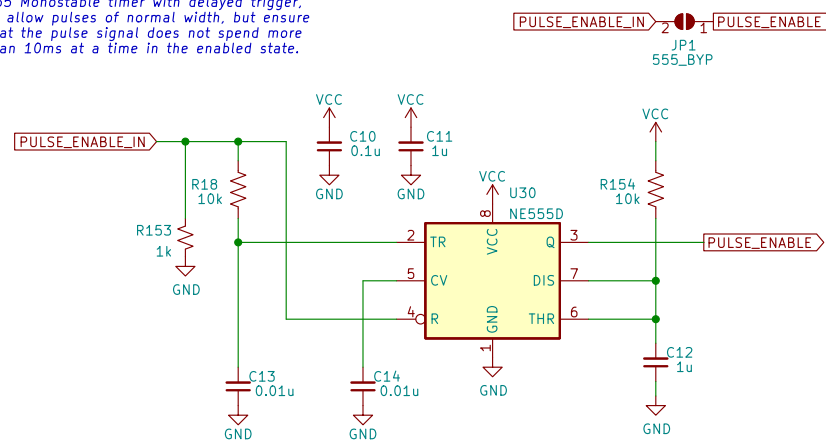 55 Monostable timer with delayed trigger,
allow pulses of normal width, but ensure
at the pulse signal does not spend more
an 10ms at a time in the enabled state.
PULSE_ENABLE_IN
2
1
PULSE_ENABLE
JP1
555_BYP
PULSE_ENABLE_IN
VCC
C10
0.1u
GND
VCC
C11
1u
GND
VCC
R18
10k
R153
1k
GND
VCC
U30
NE555D
R154
10k
8
VCC
2
TR
Q
3
PULSE_ENABLE
5
CV
DIS
7
4
R
GND
THR
6
1
GND
C13
0.01u
GND
C14
0.01u
GND
C12
1u
GND